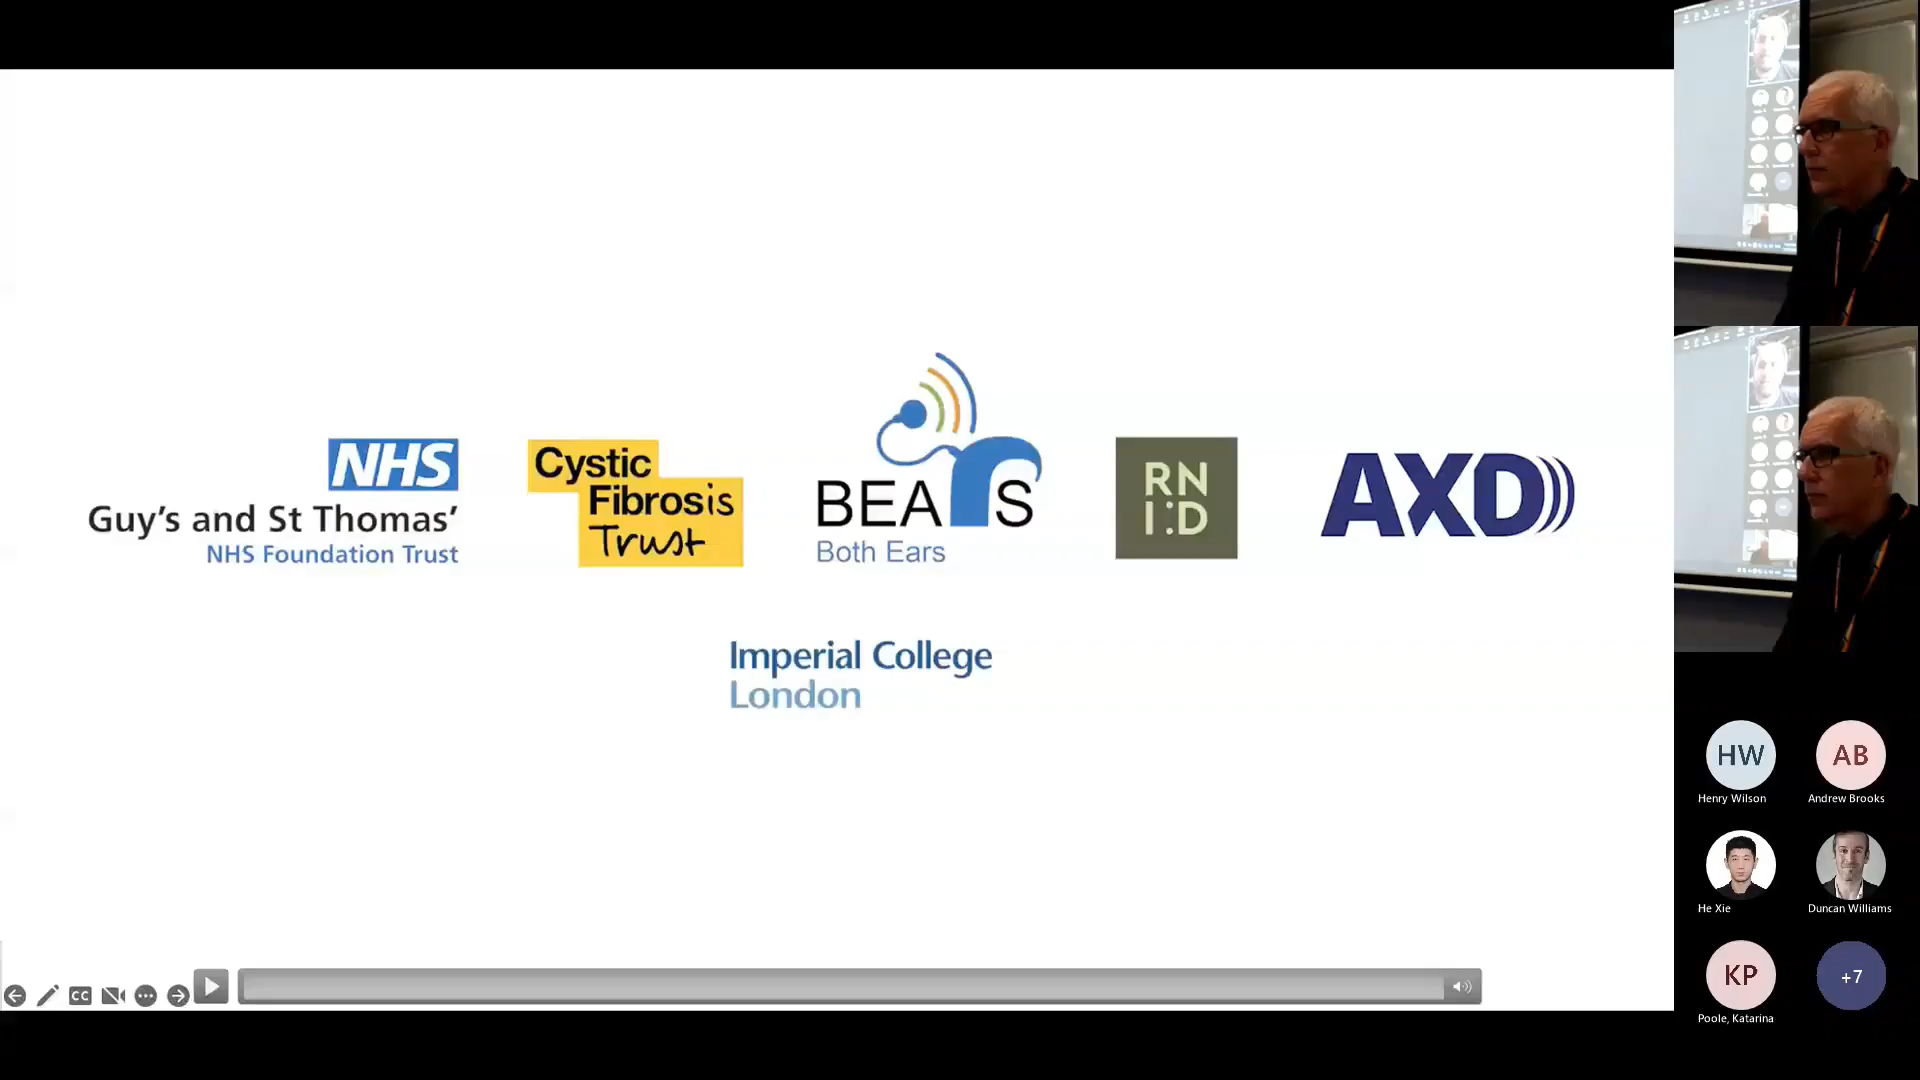 NHS
Guy's and St Thomas'
NHS Foundation Trust
Cystic
Fibrosis
Trust
BEArS
Both Ears
RN
I:D
AXD
Imperial College
London
CC
HW
Henry Wilson
AB
Andrew Brooks
He Xie
Duncan Williams
KP
Poole, Katarina
+7